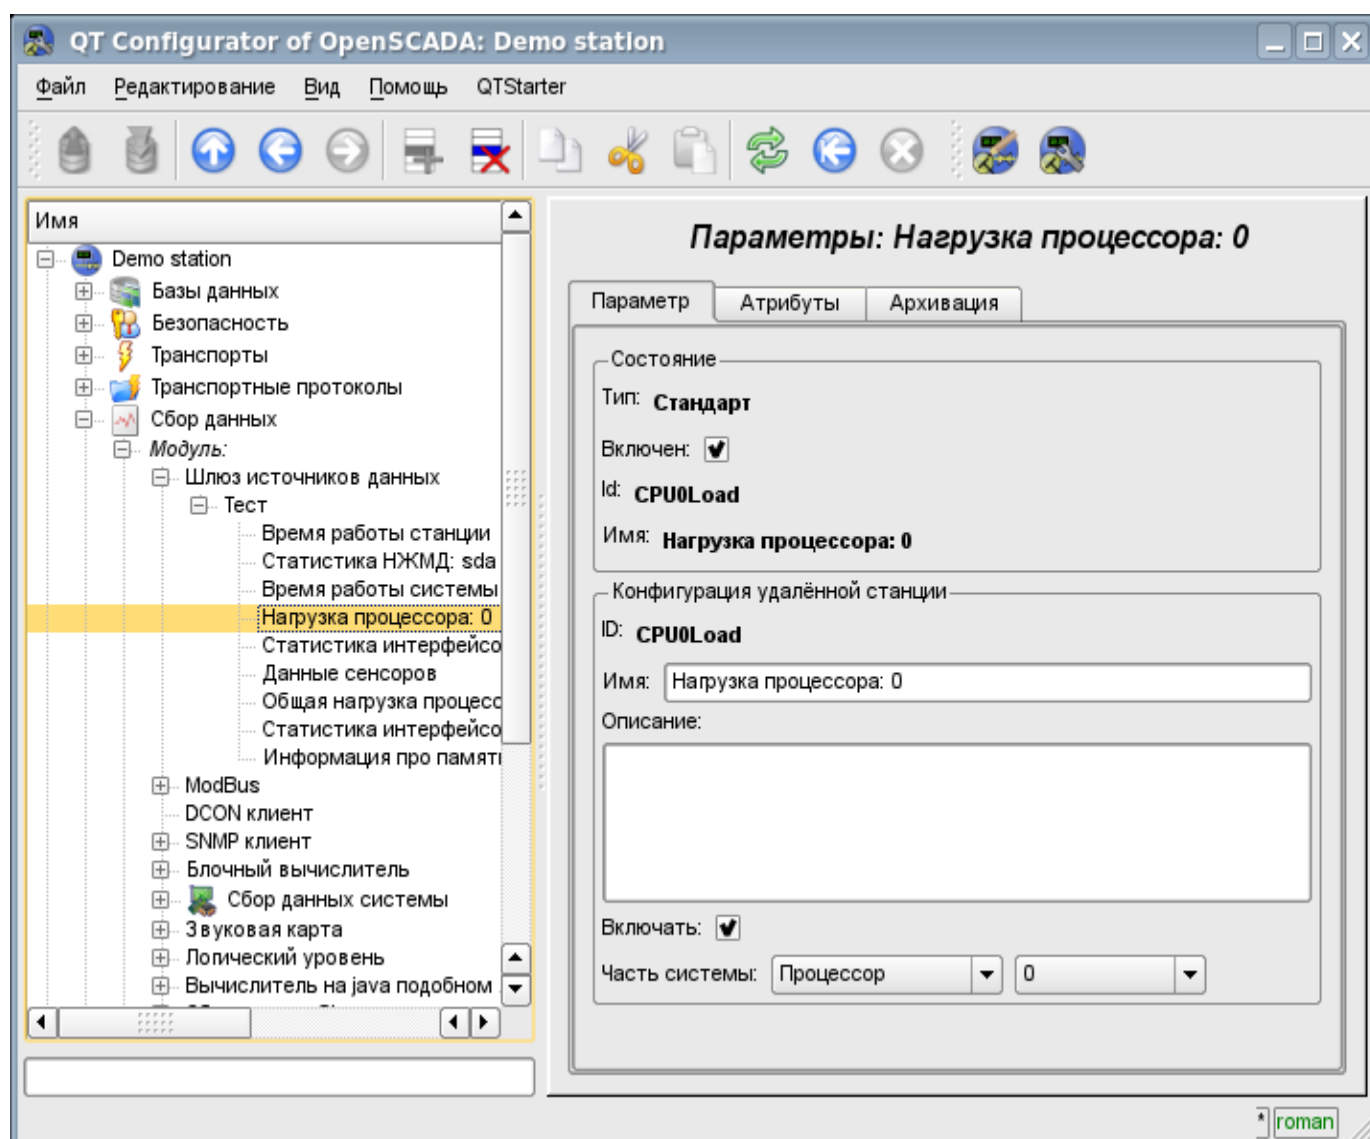 QT Configurator of OpenSCADA: Demo station
Файл Редактирование Вид Помощь QTStarter
Имя
Demo station
Базы данных
Безопасность
Транспорты
Транспортные протоколы
Сбор данных
Модуль:
Шлюз источников данных
Тест
Время работы станции
Статистика НЖМД: sda
Время работы системы
Нагрузка процессора: 0
Статистика интерфейсо
Данные сенсоров
Общая нагрузка процесс
Статистика интерфейсо
Информация про память
ModBus
DCON клиент
SNMP клиент
Блочный вычислитель
Сбор данных системы
Звуковая карта
Логический уровень
Вычислитель на java подобном
Параметры: Нагрузка процессора: 0
Параметр Атрибуты Архивация
Состояние
Тип: Стандарт
Включен:
Id: CPU0Load
Имя: Нагрузка процессора: 0
Конфигурация удалённой станции
ID: CPU0Load
Имя: Нагрузка процессора: 0
Описание:
Включать:
Часть системы: Процессор 0
* roman